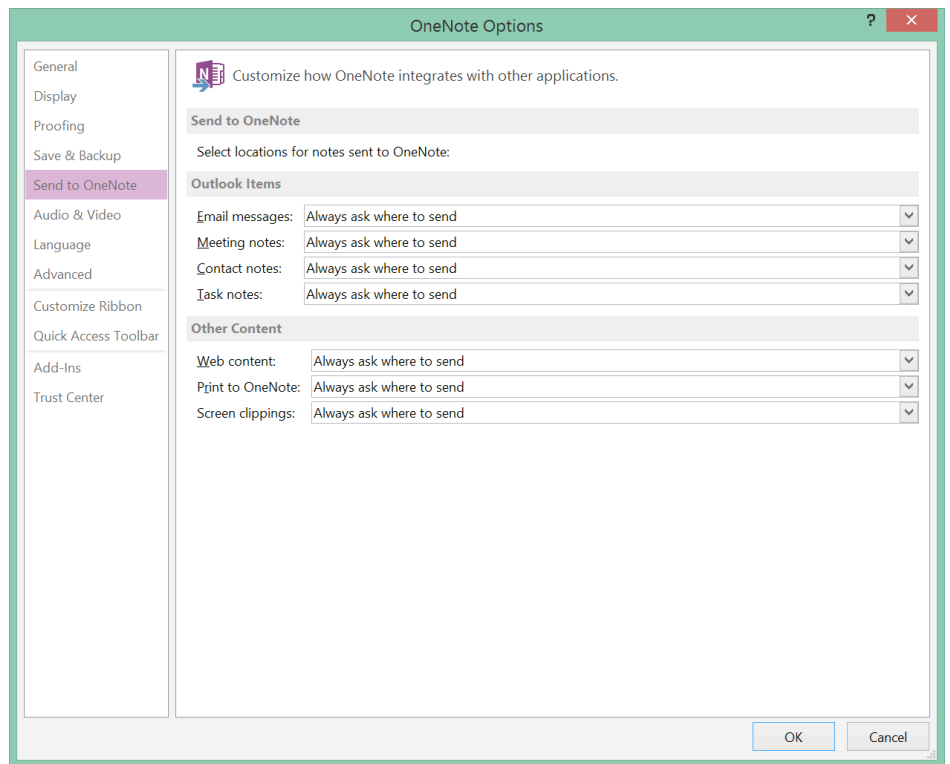 OneNote Options
?
General
Display
Proofing
Save & Backup
Send to OneNote
Audio & Video
Language
Advanced
Customize Ribbon
Quick Access Toolbar
Add-Ins
Trust Center
N
Customize how OneNote integrates with other applications.
Send to OneNote
Select locations for notes sent to OneNote:
Outlook Items
Email messages: Always ask where to send
Meeting notes: Always ask where to send
Contact notes: Always ask where to send
Task notes: Always ask where to send
Other Content
Web content: Always ask where to send
Print to OneNote: Always ask where to send
Screen clippings: Always ask where to send
OK Cancel